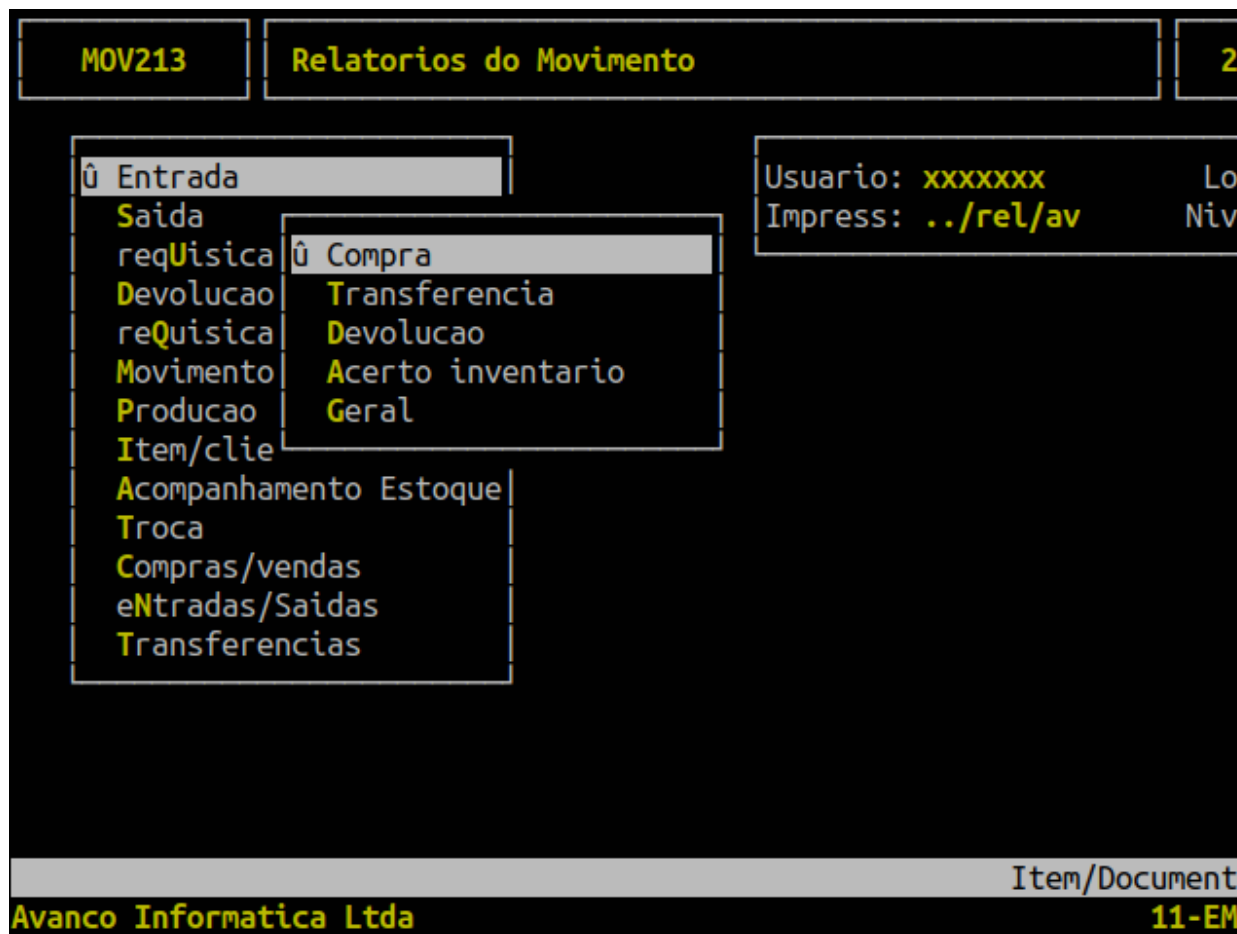 MOV213 Relatorios do Movimento 2
û Entrada
Usuario: xxxxxxx Lo
Saida
Impress: ../rel/av Niv
reqUisica
û Compra
Devolucao
Transferencia
reQuisica
Devolucao
Movimento
Acerto inventario
Producao
Geral
Item/clie
Acompanhamento Estoque
Troca
Compras/vendas
eNtradas/Saidas
Transferencias
Item/Document
Avanco Informatica Ltda 11-EM